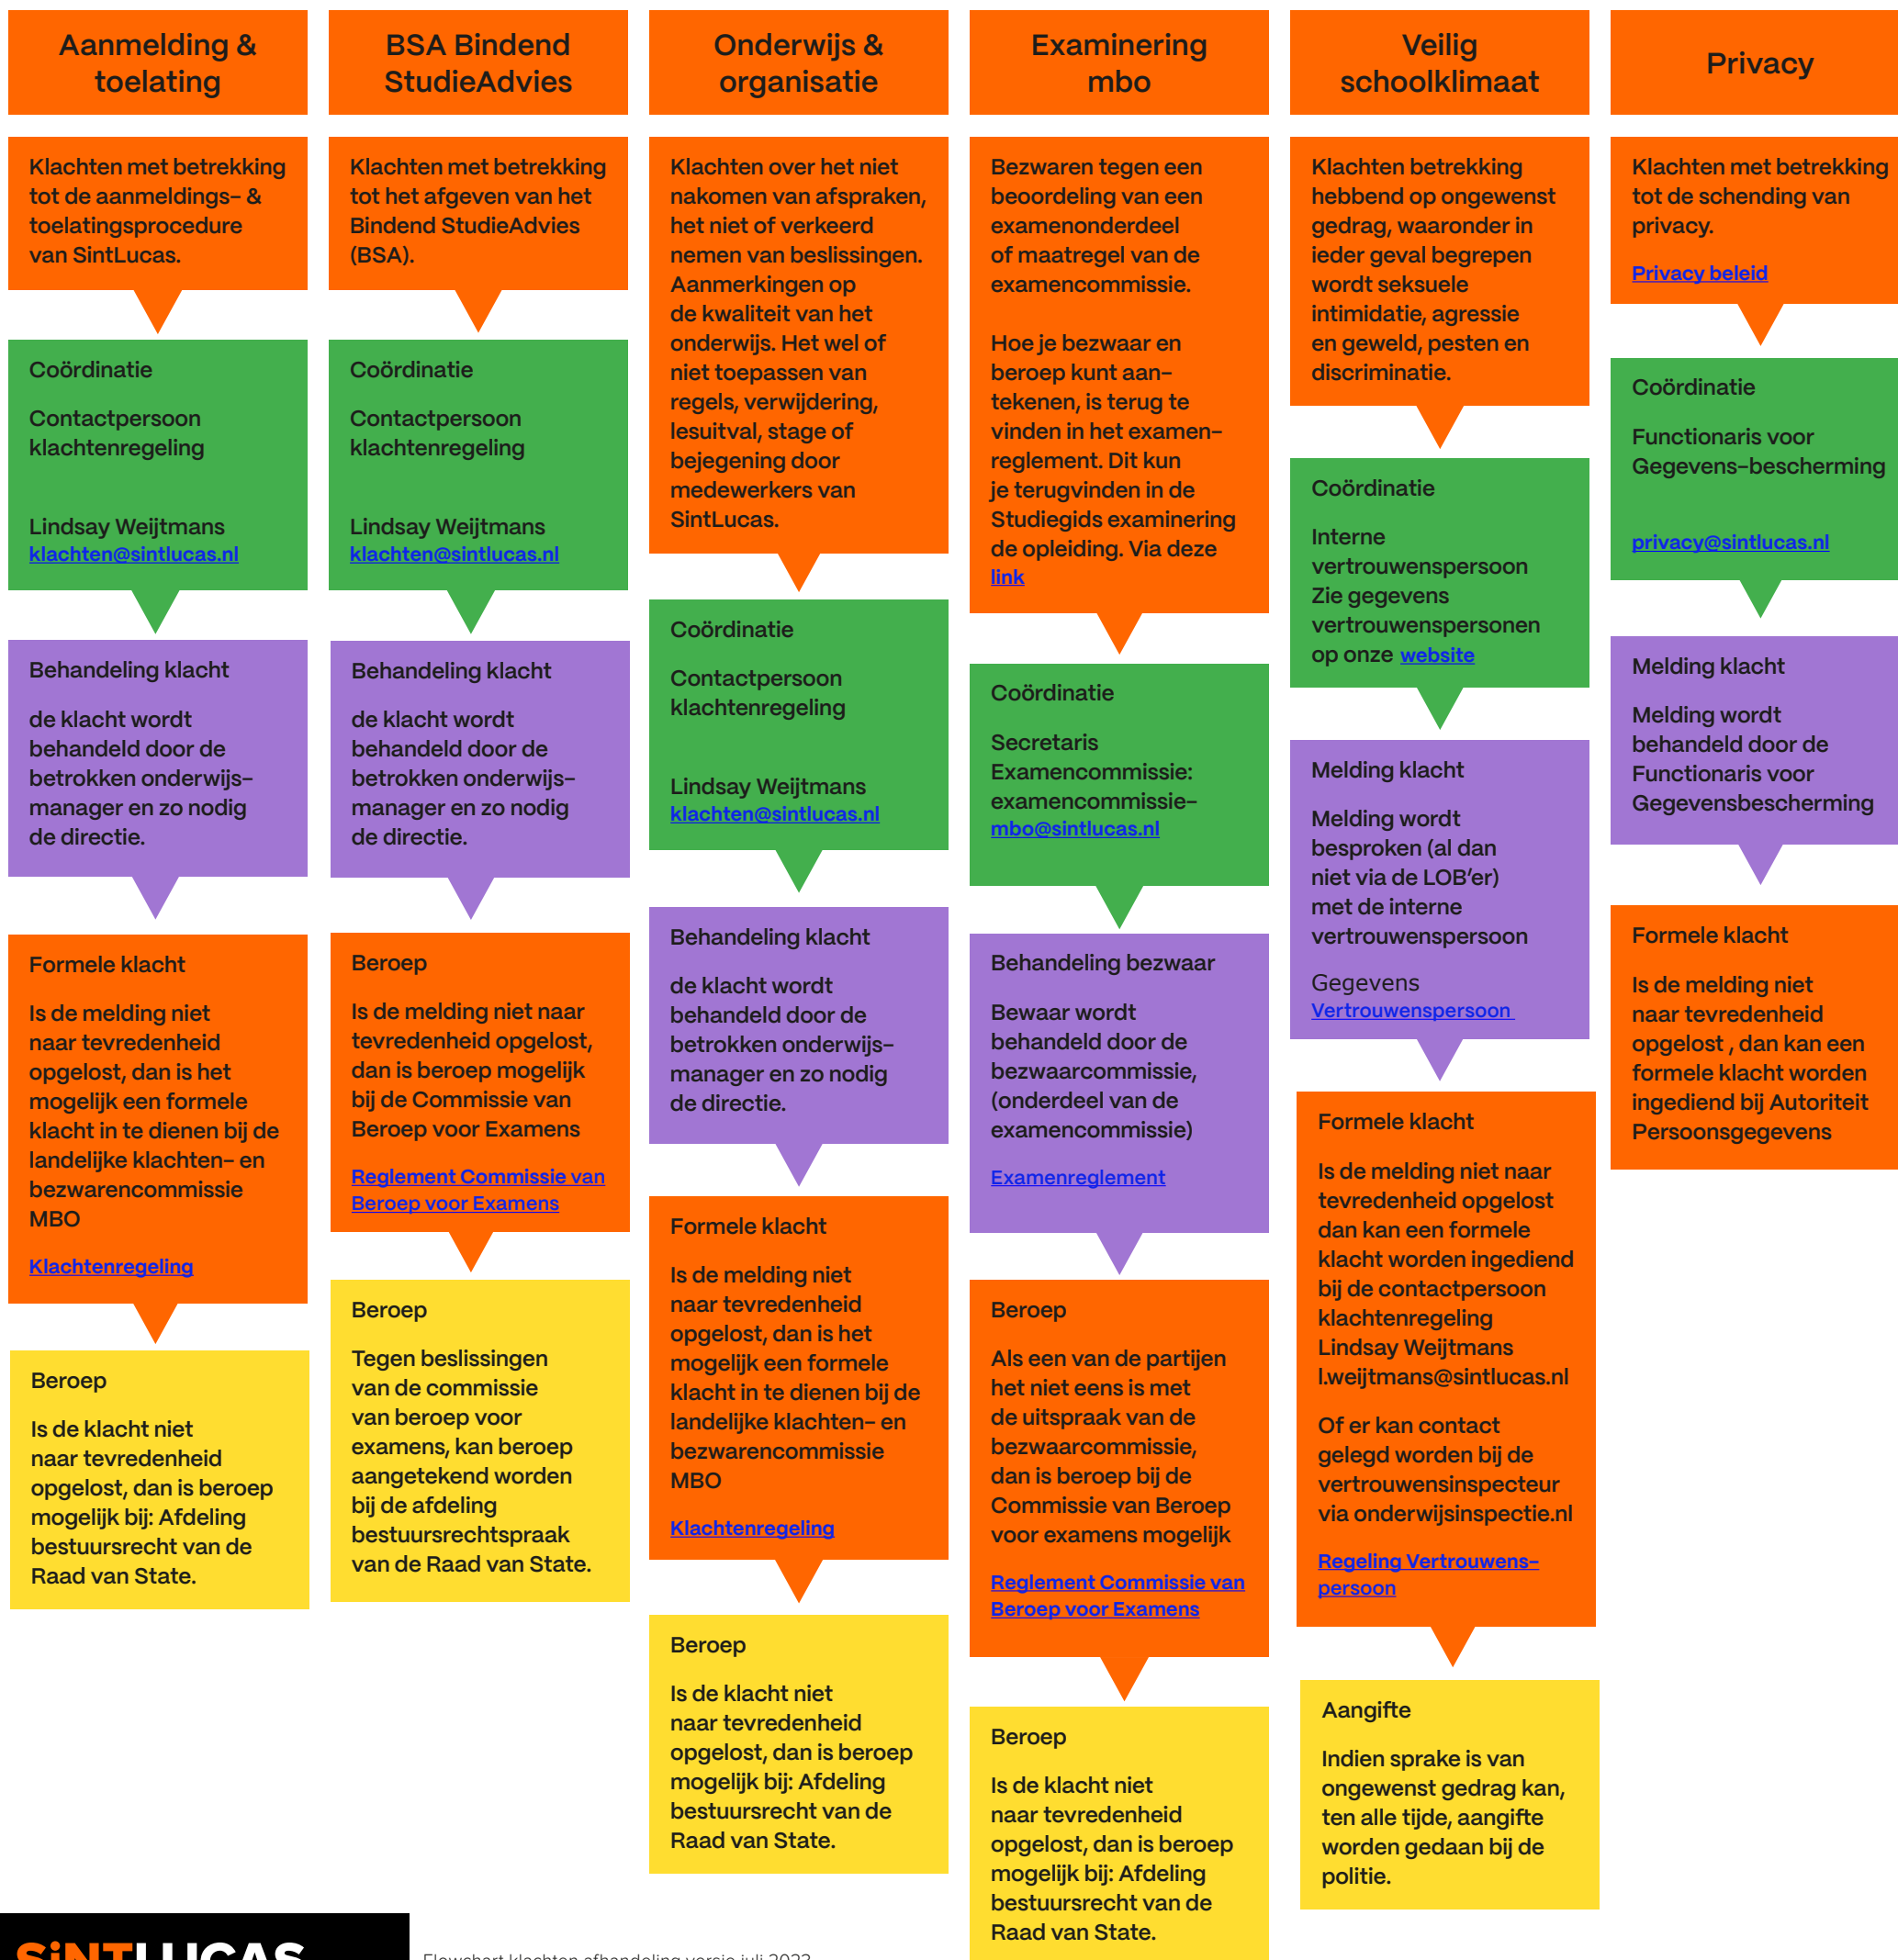 Aanmelding &
toelating
Klachten met betrekking
tot de aanmeldings- &
toelatingsprocedure
van SintLucas.
Coördinatie
Contactpersoon
klachtenregeling
Lindsay Weijtmans
klachten@sintlucas.nl
Behandeling klacht
de klacht wordt
behandeld door de
betrokken onderwijs-
manager en zo nodig
de directie.
Formele klacht
Is de melding niet
naar tevredenheid
opgelost, dan is het
mogelijk een formele
klacht in te dienen bij de
landelijke klachten- en
bezwarencommissie
MBO
Klachtenregeling
Beroep
Is de klacht niet
naar tevredenheid
opgelost, dan is beroep
mogelijk bij: Afdeling
bestuursrecht van de
Raad van State.
BSA Bindend
StudieAdvies
Klachten met betrekking
tot het afgeven van het
Bindend StudieAdvies
(BSA).
Coördinatie
Contactpersoon
klachtenregeling
Lindsay Weijtmans
klachten@sintlucas.nl
Behandeling klacht
de klacht wordt
behandeld door de
betrokken onderwijs-
manager en zo nodig
de directie.
Beroep
Is de melding niet naar
tevredenheid opgelost,
dan is beroep mogelijk
bij de Commissie van
Beroep voor Examens
Reglement Commissie van
Beroep voor Examens
Beroep
Tegen beslissingen
van de commissie
van beroep voor
examens, kan beroep
aangetekend worden
bij de afdeling
bestuursrechtspraak
van de Raad van State.
Onderwijs &
organisatie
Klachten over het niet
nakomen van afspraken,
het niet of verkeerd
nemen van beslissingen.
Aanmerkingen op
de kwaliteit van het
onderwijs. Het wel of
niet toepassen van
regels, verwijdering,
lesuitval, stage of
bejegening door
medewerkers van
SintLucas.
Coördinatie
Contactpersoon
klachtenregeling
Lindsay Weijtmans
klachten@sintlucas.nl
Behandeling klacht
de klacht wordt
behandeld door de
betrokken onderwijs-
manager en zo nodig
de directie.
Formele klacht
Is de melding niet
naar tevredenheid
opgelost, dan is het
mogelijk een formele
klacht in te dienen bij de
landelijke klachten- en
bezwarencommissie
MBO
Klachtenregeling
Beroep
Is de klacht niet
naar tevredenheid
opgelost, dan is beroep
mogelijk bij: Afdeling
bestuursrecht van de
Raad van State.
Examinering
mbo
Bezwaren tegen een
beoordeling van een
examenonderdeel
of maatregel van de
examencommissie.
Hoe je bezwaar en
beroep kunt aan-
tekenen, is terug te
vinden in het examen-
reglement. Dit kun
je terugvinden in de
Studiegids examinering
de opleiding. Via deze
link
Coördinatie
Secretaris
Examencommissie:
examencommissie-
mbo@sintlucas.nl
Behandeling bezwaar
Bewaar wordt
behandeld door de
bezwaarcommissie,
(onderdeel van de
examencommissie)
Examenreglement
Beroep
Als een van de partijen
het niet eens is met
de uitspraak van de
bezwaarcommissie,
dan is beroep bij de
Commissie van Beroep
voor examens mogelijk
Reglement Commissie van
Beroep voor Examens
Beroep
Is de klacht niet
naar tevredenheid
opgelost, dan is beroep
mogelijk bij: Afdeling
bestuursrecht van de
Raad van State.
Veilig
schoolklimaat
Klachten betrekking
hebbend op ongewenst
gedrag, waaronder in
ieder geval begrepen
wordt seksuele
intimidatie, agressie
en geweld, pesten en
discriminatie.
Coördinatie
Interne
vertrouwenspersoon
Zie gegevens
vertrouwenspersonen
op onze website
Melding klacht
Melding wordt
besproken (al dan
niet via de LOB'er)
met de interne
vertrouwenspersoon
Gegevens
Vertrouwenspersoon
Formele klacht
Is de melding niet naar
tevredenheid opgelost
dan kan een formele
klacht worden ingediend
bij de contactpersoon
klachtenregeling
Lindsay Weijtmans
l.weijtmans@sintlucas.nl
Of er kan contact
gelegd worden bij de
vertrouwensinspecteur
via onderwijsinspectie.nl
Regeling Vertrouwens-
persoon
Aangifte
Indien sprake is van
ongewenst gedrag kan,
ten alle tijde, aangifte
worden gedaan bij de
politie.
Privacy
Klachten met betrekking
tot de schending van
privacy.
Privacy beleid
Coördinatie
Functionaris voor
Gegevens-bescherming
privacy@sintlucas.nl
Melding klacht
Melding wordt
behandeld door de
Functionaris voor
Gegevensbescherming
Formele klacht
Is de melding niet
naar tevredenheid
opgelost , dan kan een
formele klacht worden
ingediend bij Autoriteit
Persoonsgegevens
SiNTLUCAS
Flowchart klachten afhandeling versie juli 2023